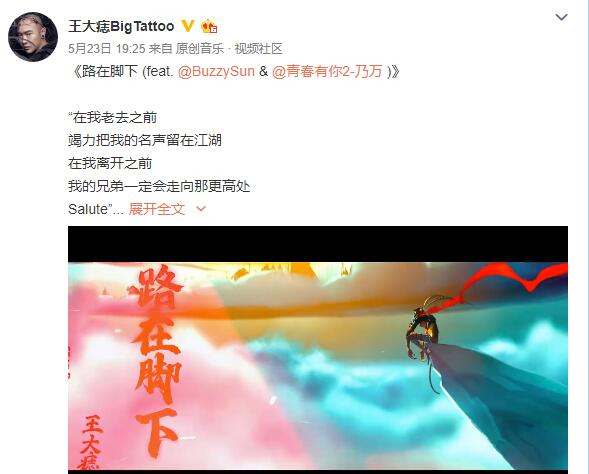 王大痣BigTattoo
5月23日 19:25 来自 原创音乐 · 视频社区
《路在脚下 (feat. @BuzzySun & @青春有你2-乃万 )》
“在我老去之前
竭力把我的名声留在江湖
在我离开之前
我的兄弟一定会走向那更高处
Salute”... 展开全文
路在脚下
王大痣